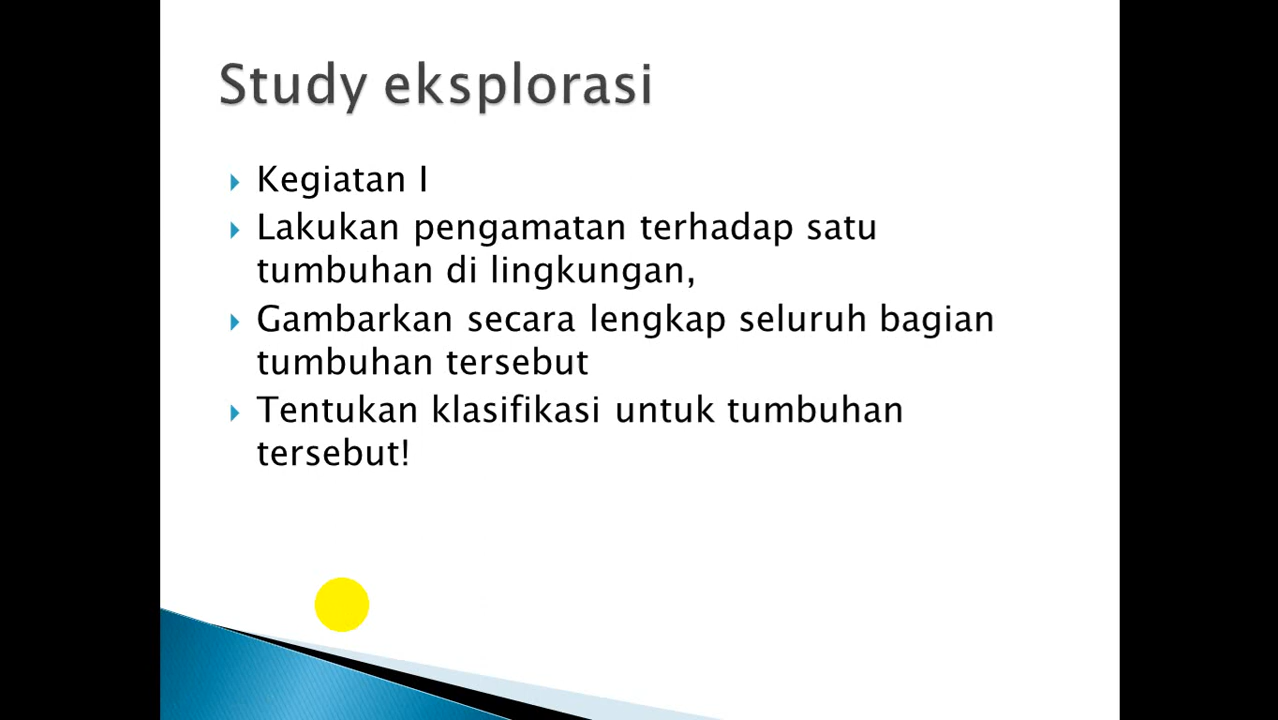 Study eksplorasi
Kegiatan I
Lakukan pengamatan terhadap satu
tumbuhan di lingkungan,
Gambarkan secara lengkap seluruh bagian
tumbuhan tersebut
Tentukan klasifikasi untuk tumbuhan
tersebut!